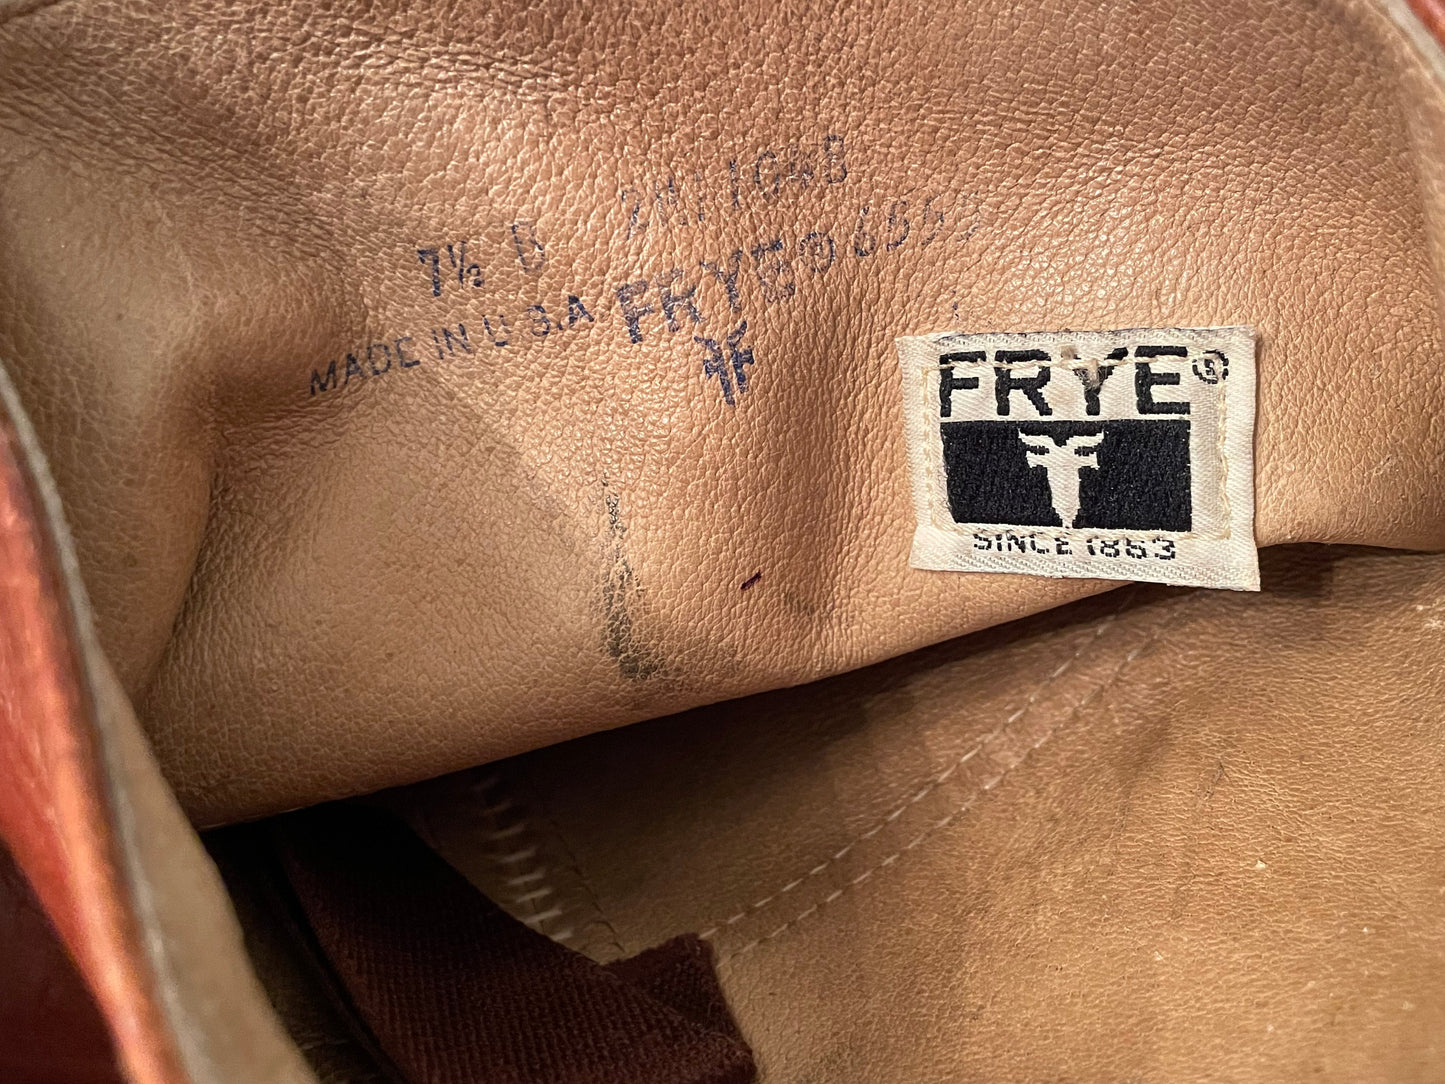 7½ B
MADE IN U.S.A
FRYE®
FRYE®
SINCE 1863